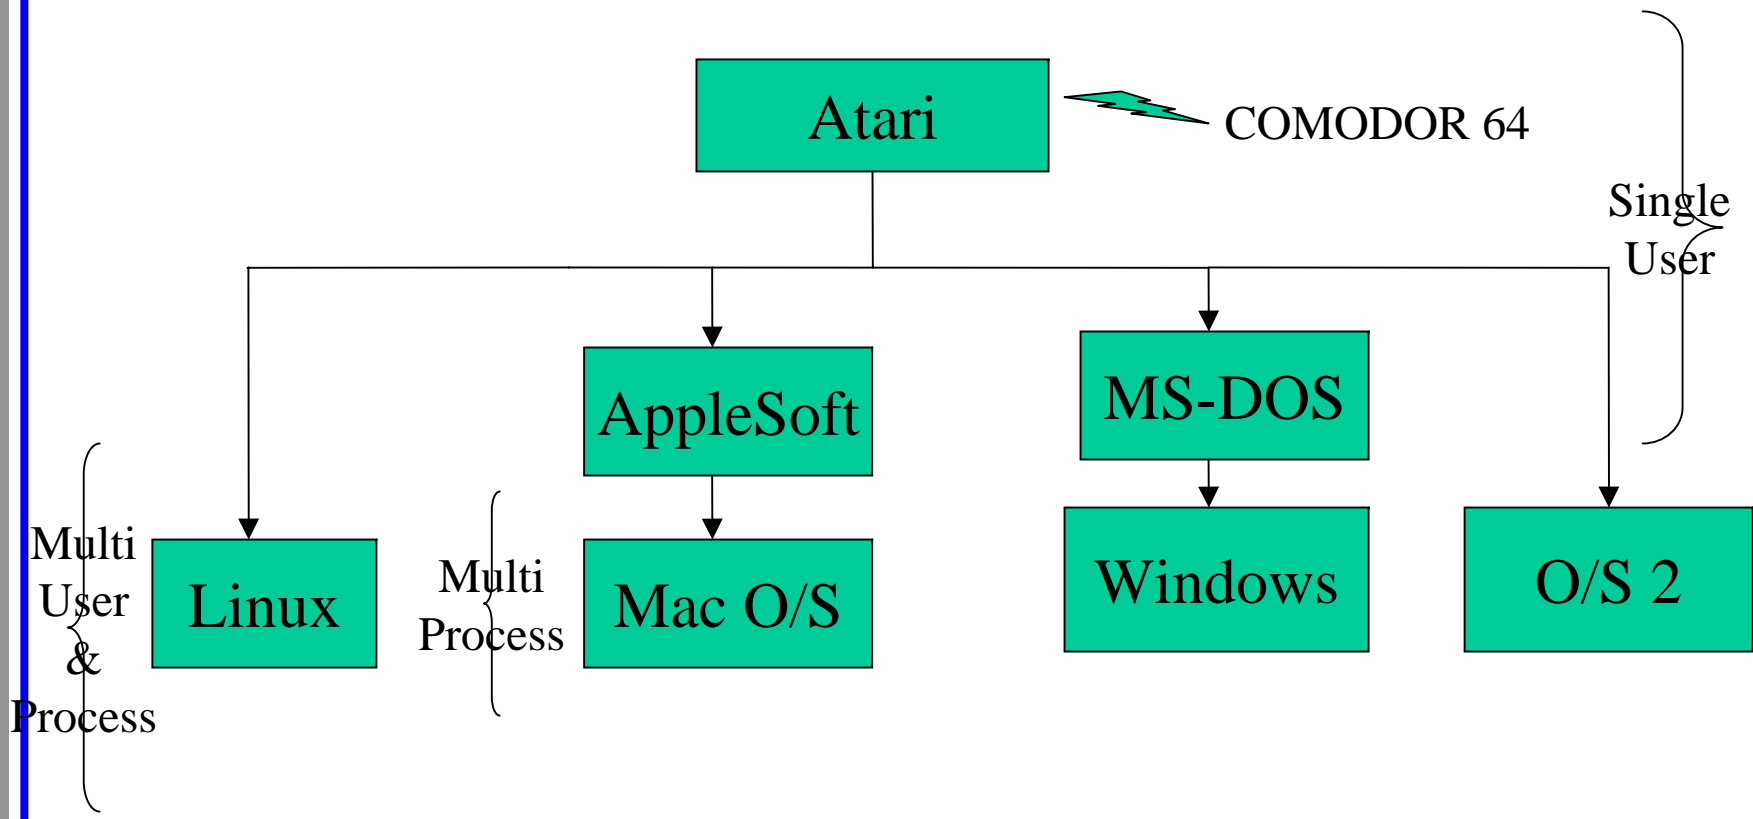 Atari
COMODOR 64
Single
User
AppleSoft
MS-DOS
Multi
User
&
Process
Linux
Multi
Process
Mac O/S
Windows
O/S 2